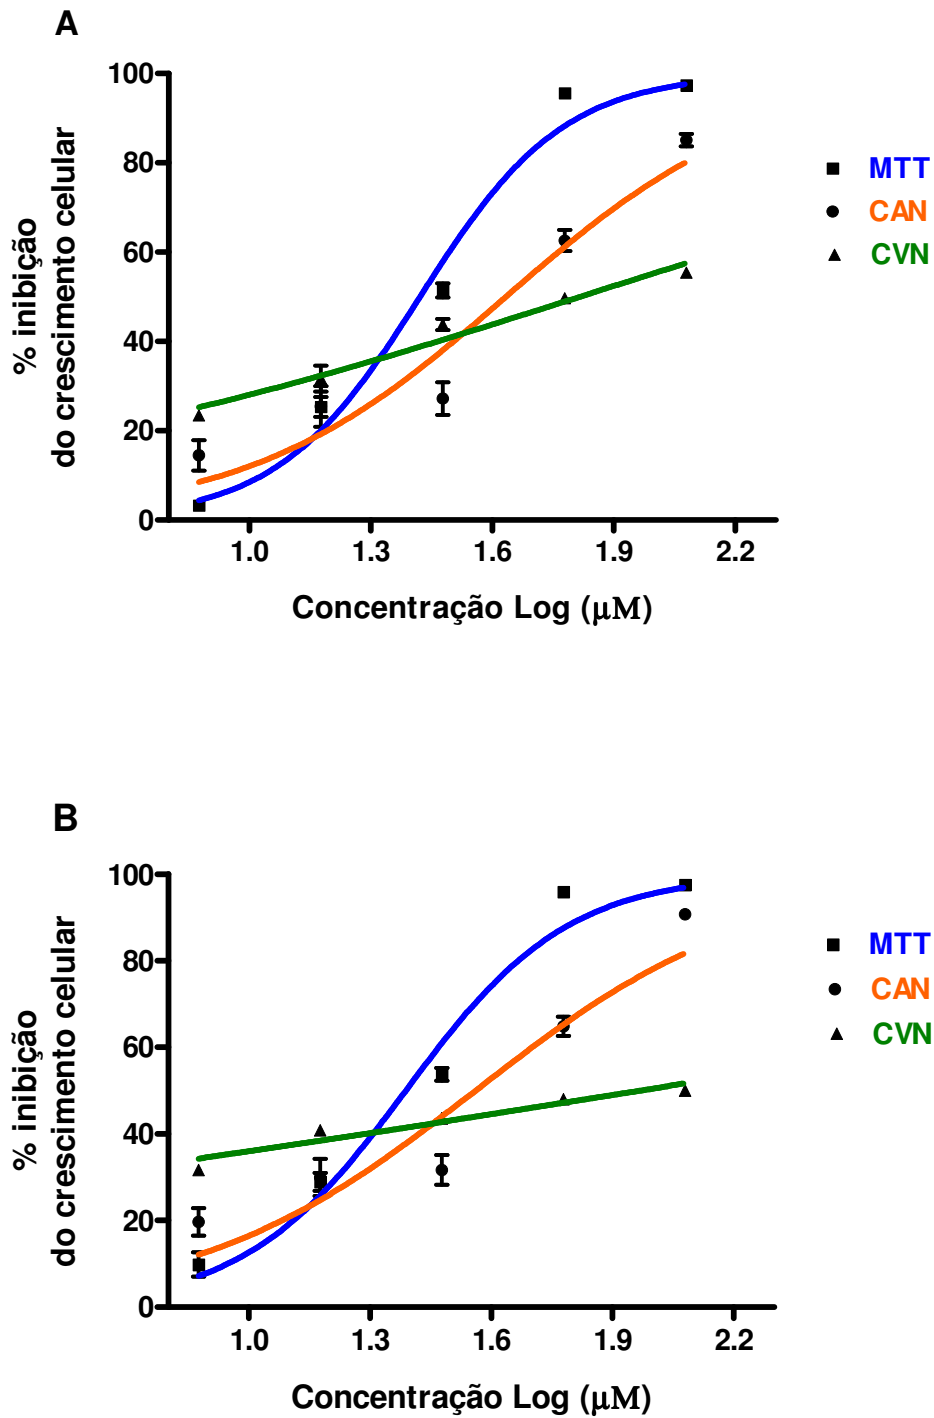 A
% inibição
do crescimento celular
100
80
60
40
20
0
1.0 1.3 1.6 1.9 2.2
Concentração Log (μM)
MTT
CAN
CVN
B
% inibição
do crescimento celular
100
80
60
40
20
0
1.0 1.3 1.6 1.9 2.2
Concentração Log (μM)
MTT
CAN
CVN